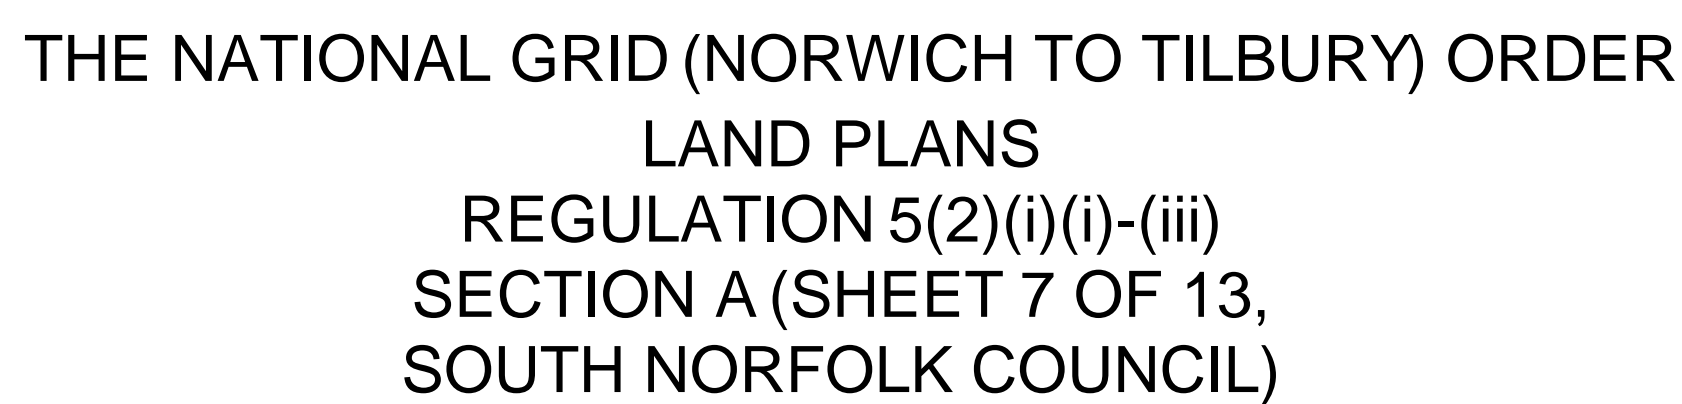 THE NATIONAL GRID (NORWICH TO TILBURY) ORDER
LAND PLANS
REGULATION 5(2)(i)(i)-(iii)
SECTION A (SHEET 7 OF 13,
SOUTH NORFOLK COUNCIL)